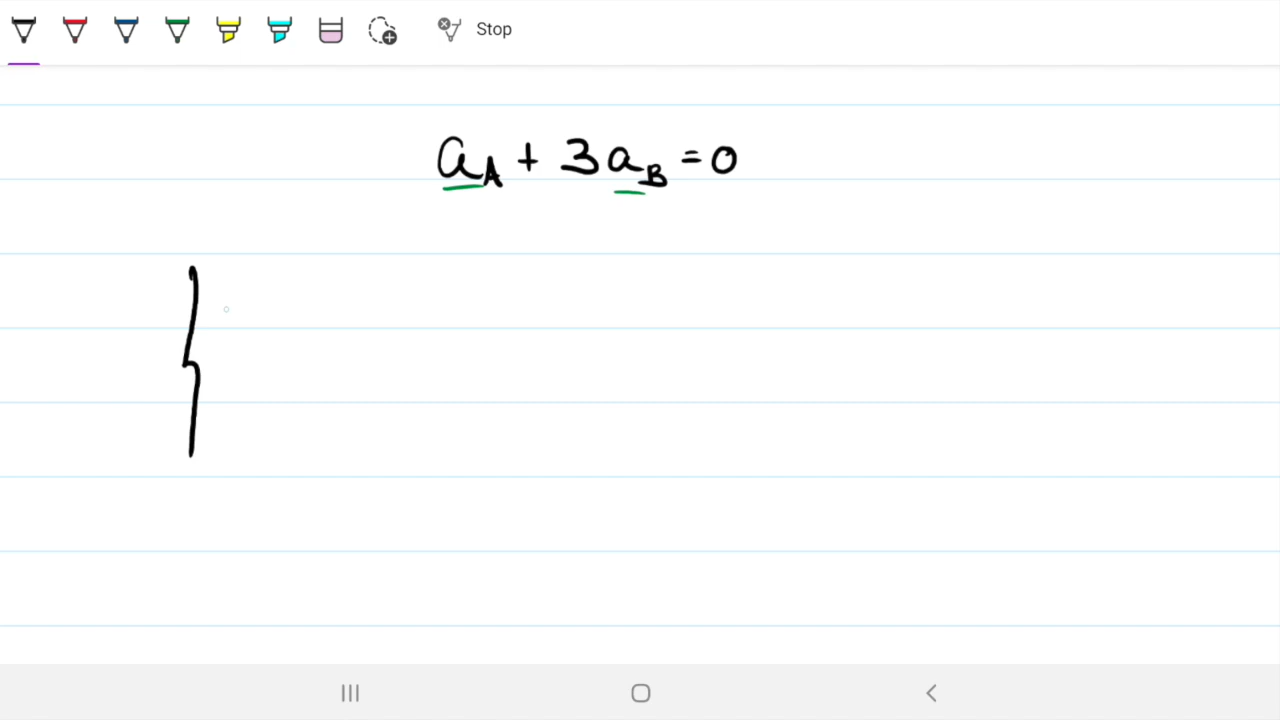 Stop
a_A + 3a_B = 0